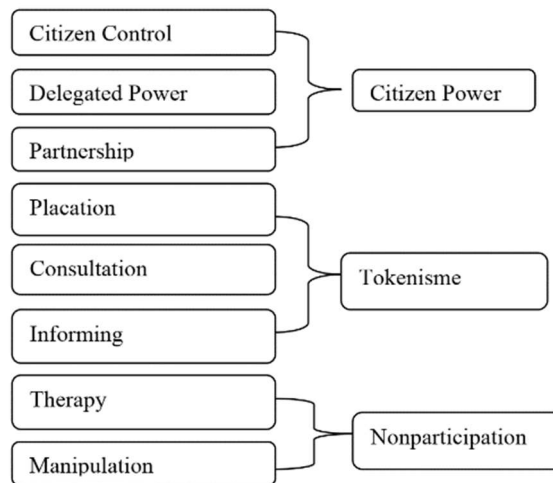 Citizen Control
Delegated Power
Partnership
Citizen Power
Placation
Consultation
Informing
Tokenisme
Therapy
Manipulation
Nonparticipation